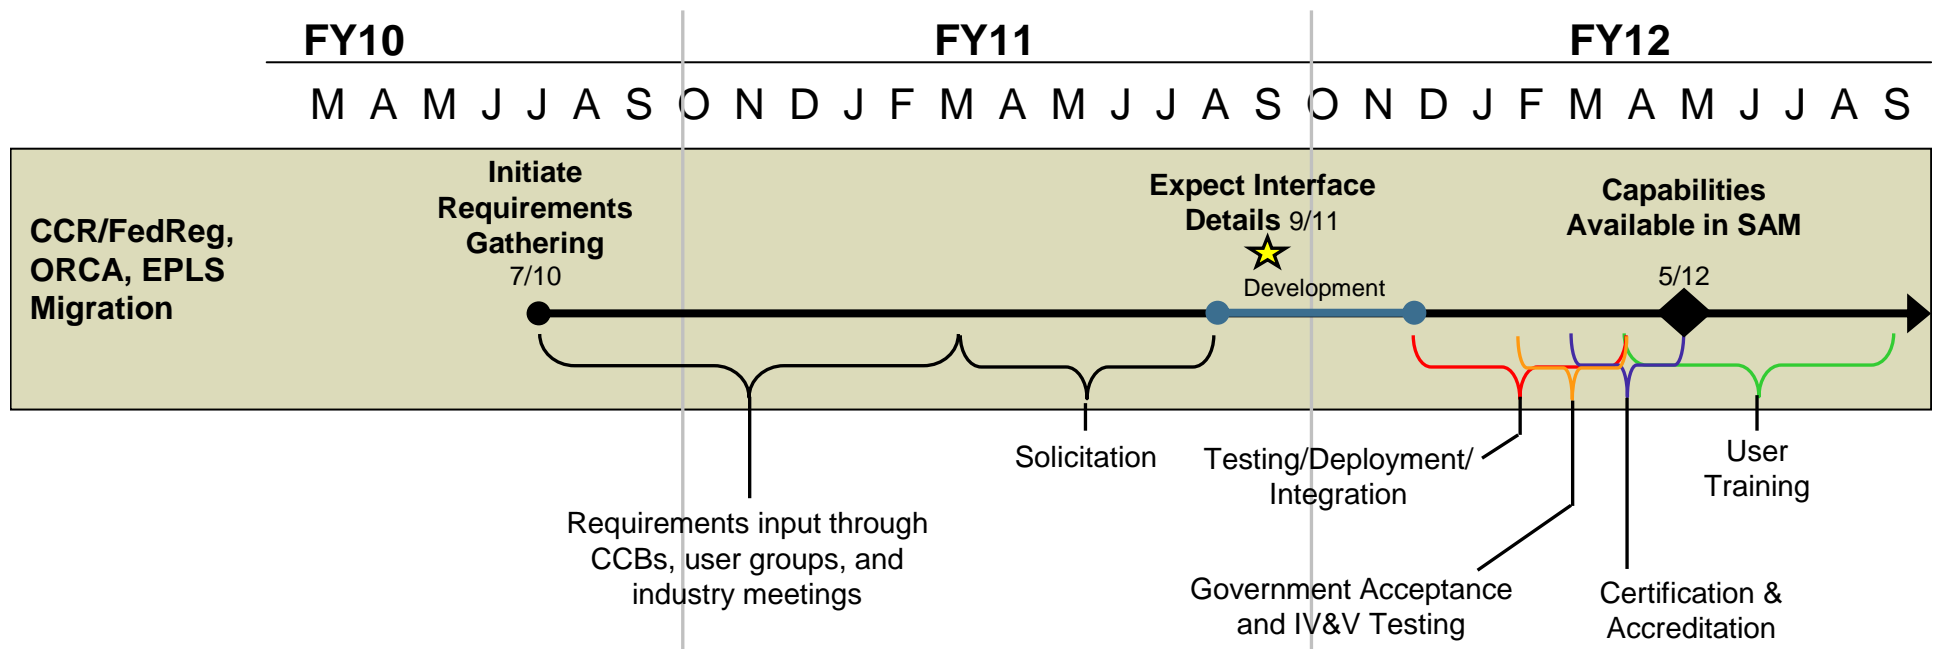 FY10 FY11 FY12
M A M J J A S O N D J F M A M J J A S O N D J F M A M J J A S
CCR/FedReg,
ORCA, EPLS
Migration
Initiate
Requirements
Gathering
7/10
Expect Interface
Details 9/11
Development
Capabilities
Available in SAM
5/12
Requirements input through
CCBs, user groups, and
industry meetings
Solicitation
Testing/Deployment/
Integration
Government Acceptance
and IV&V Testing
Certification &
Accreditation
User
Training